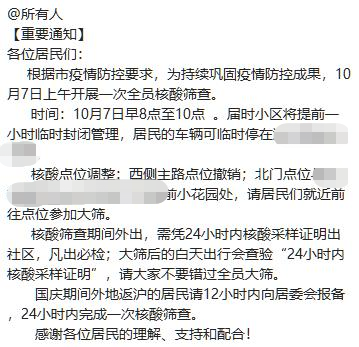 @所有人
【重要通知】
各位居民们：
根据市疫情防控要求，为持续巩固疫情防控成果，10
月7日上午开展一次全员核酸筛查。
时间：10月7日早8点至10点 。届时小区将提前一
小时临时封闭管理，居民的车辆可临时停在
核酸点位调整：西侧主路点位撤销；北门点位
前小花园处，请居民们就近前
往点位参加大筛。
核酸筛查期间外出，需凭24小时内核酸采样证明出
社区，凡出必检；大筛后的白天出行会查验“24小时内
核酸采样证明”，请大家不要错过全员大筛。
国庆期间外地返沪的居民请12小时内向居委会报备
，24小时内完成一次核酸筛查。
感谢各位居民的理解、支持和配合！